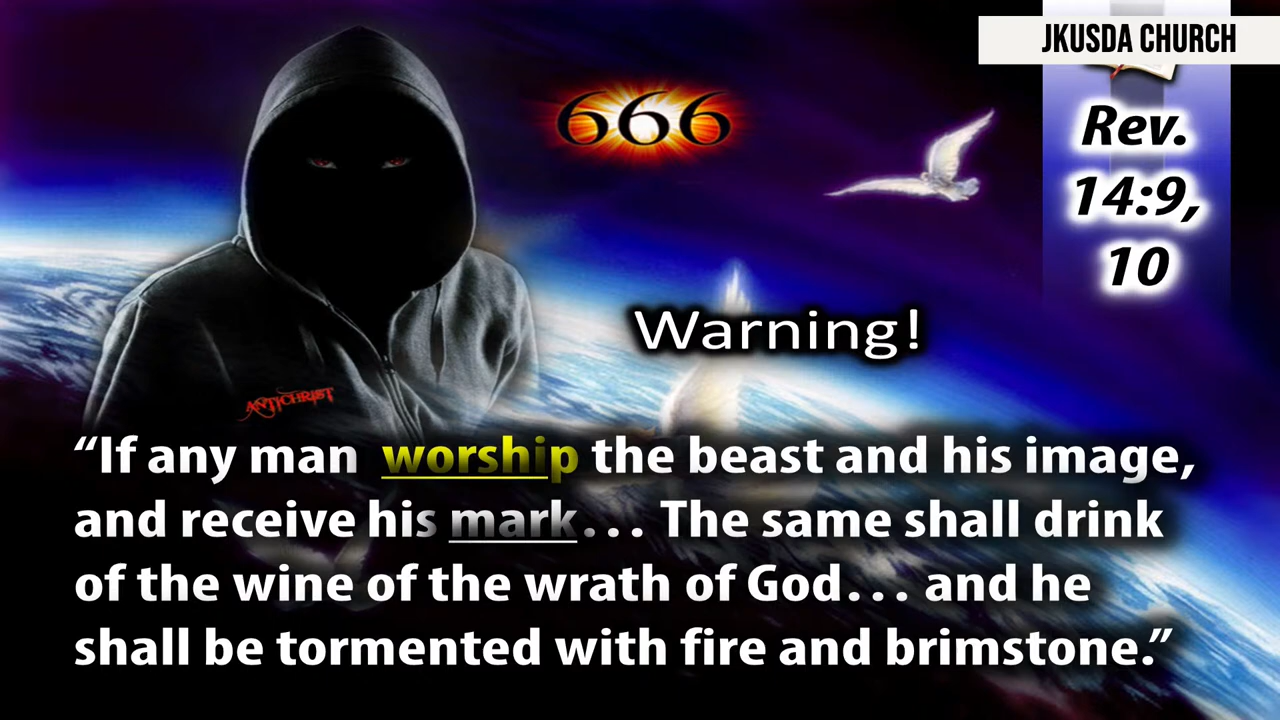 JKUSDA CHURCH
666
Rev.
14:9,
10
Warning!
ANTICHRIST
“If any man worship the beast and his image,
and receive his mark... The same shall drink
of the wine of the wrath of God... and he
shall be tormented with fire and brimstone.”